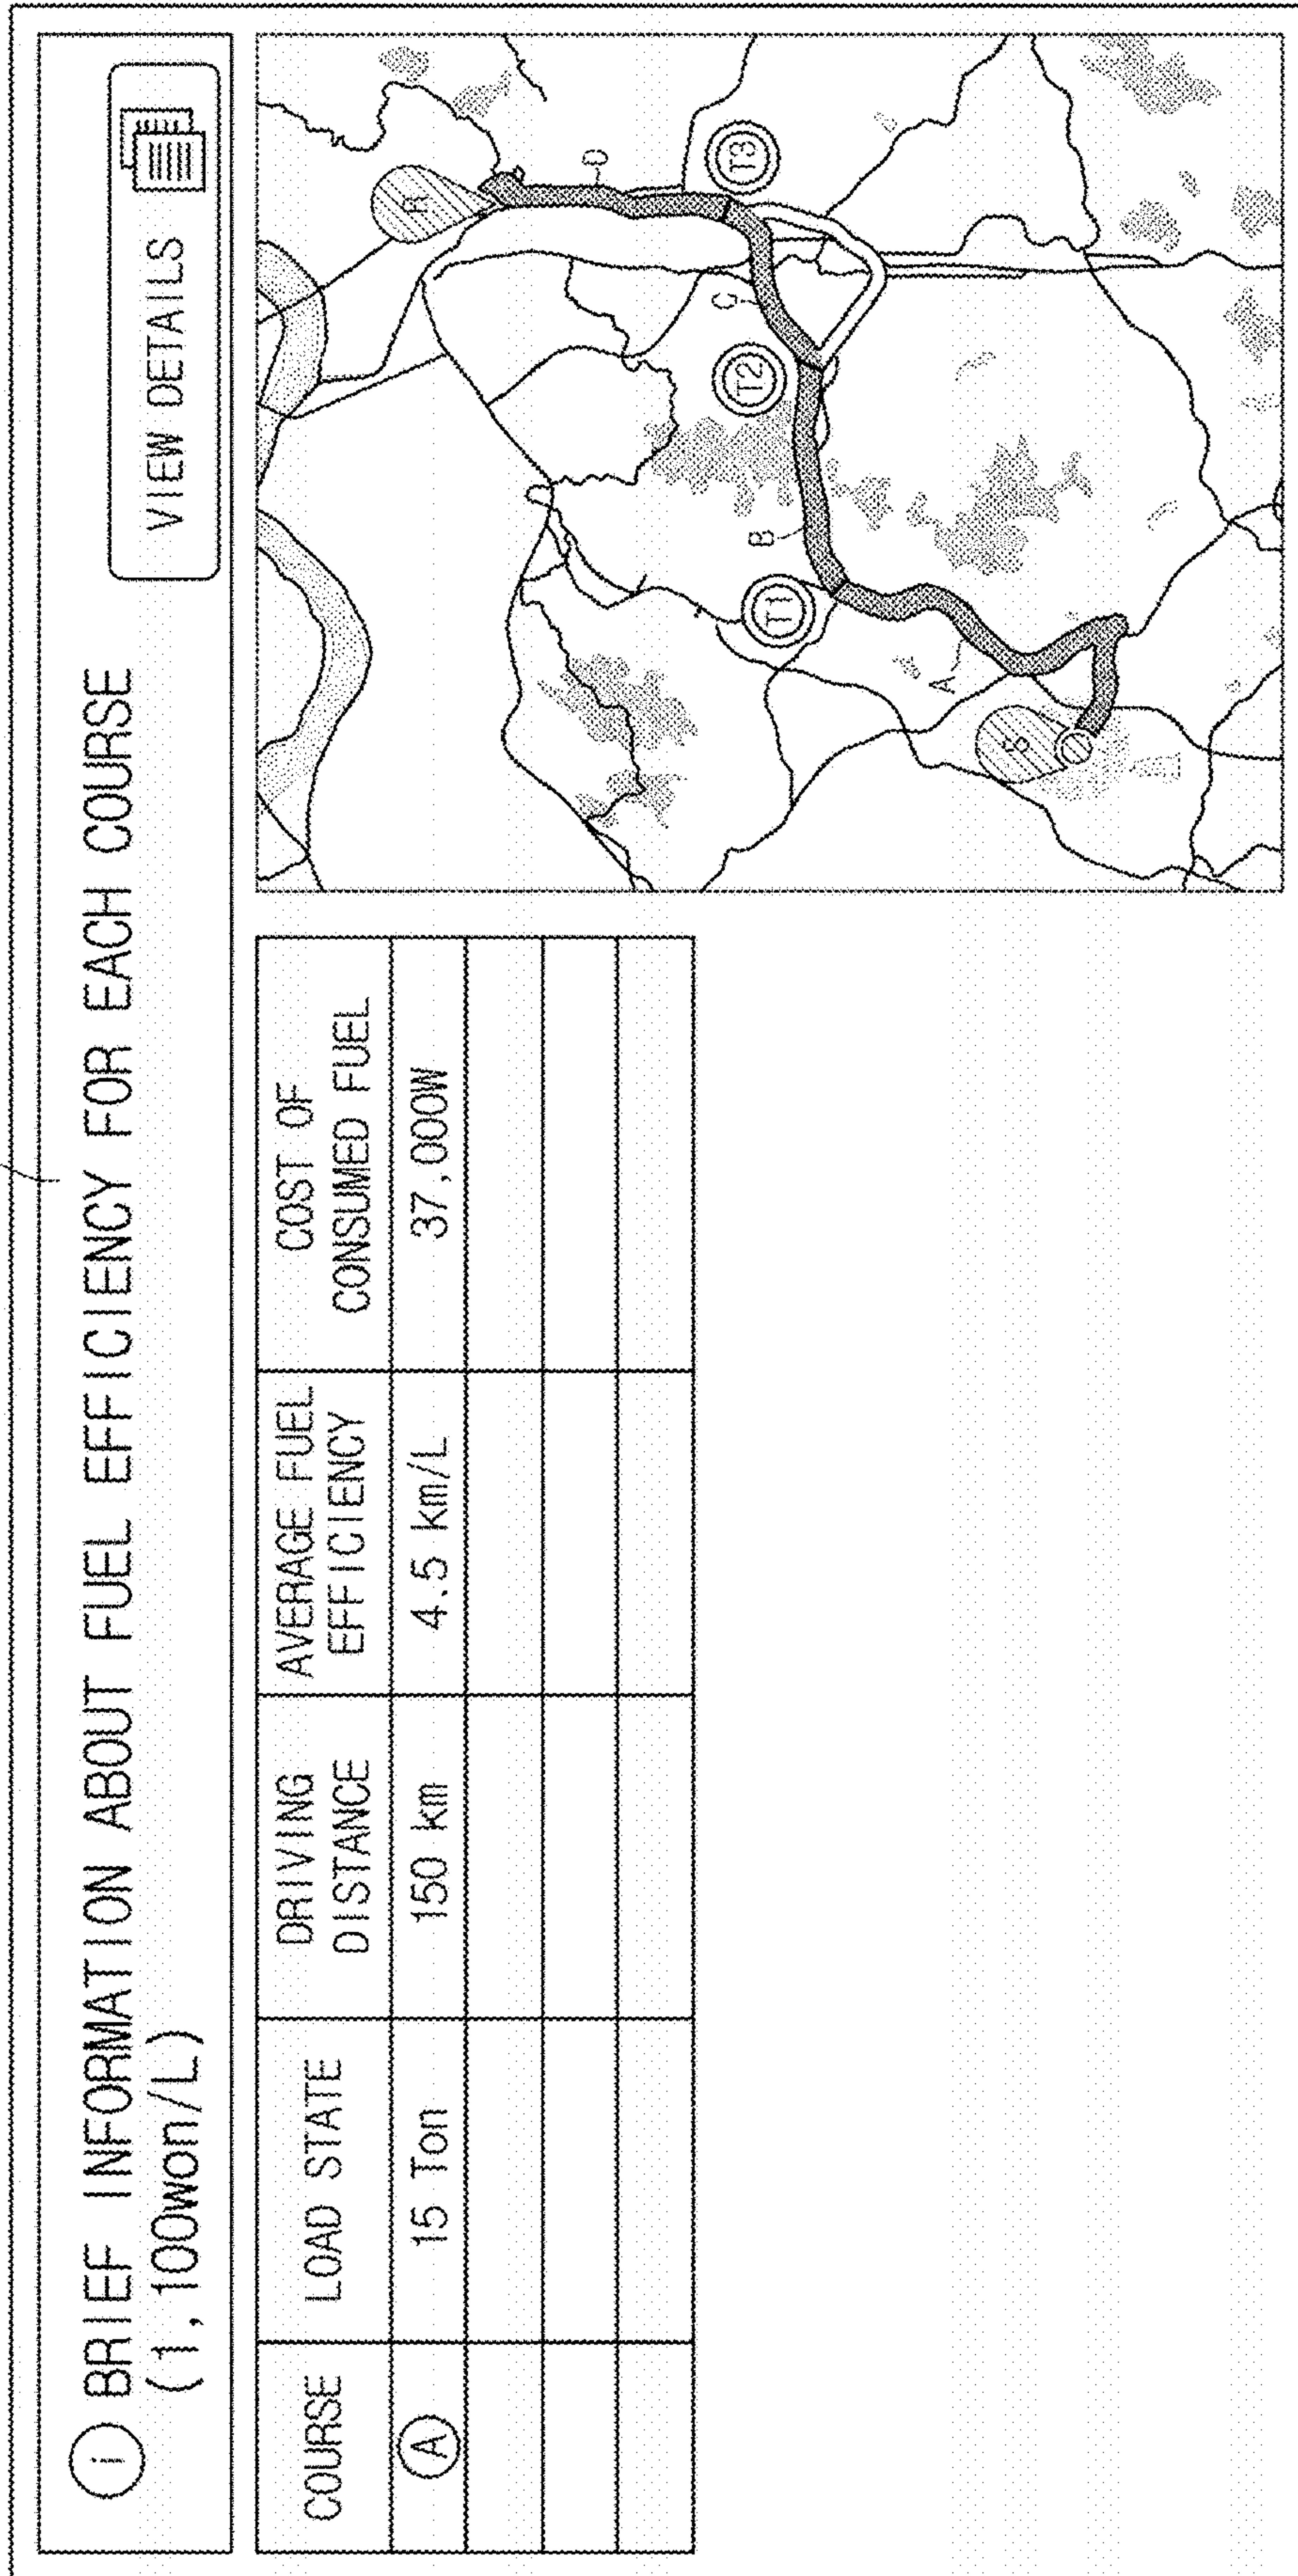 i BRIEF INFORMATION ABOUT FUEL EFFICIENCY FOR EACH COURSE
(1,100won/L)
VIEW DETAILS
COURSE LOAD STATE DRIVING DISTANCE AVERAGE FUEL EFFICIENCY COST OF CONSUMED FUEL
A 15 Ton 150 km 4.5 km/L 37,000W
R
D
T3
C
T2
B
T1
A
S